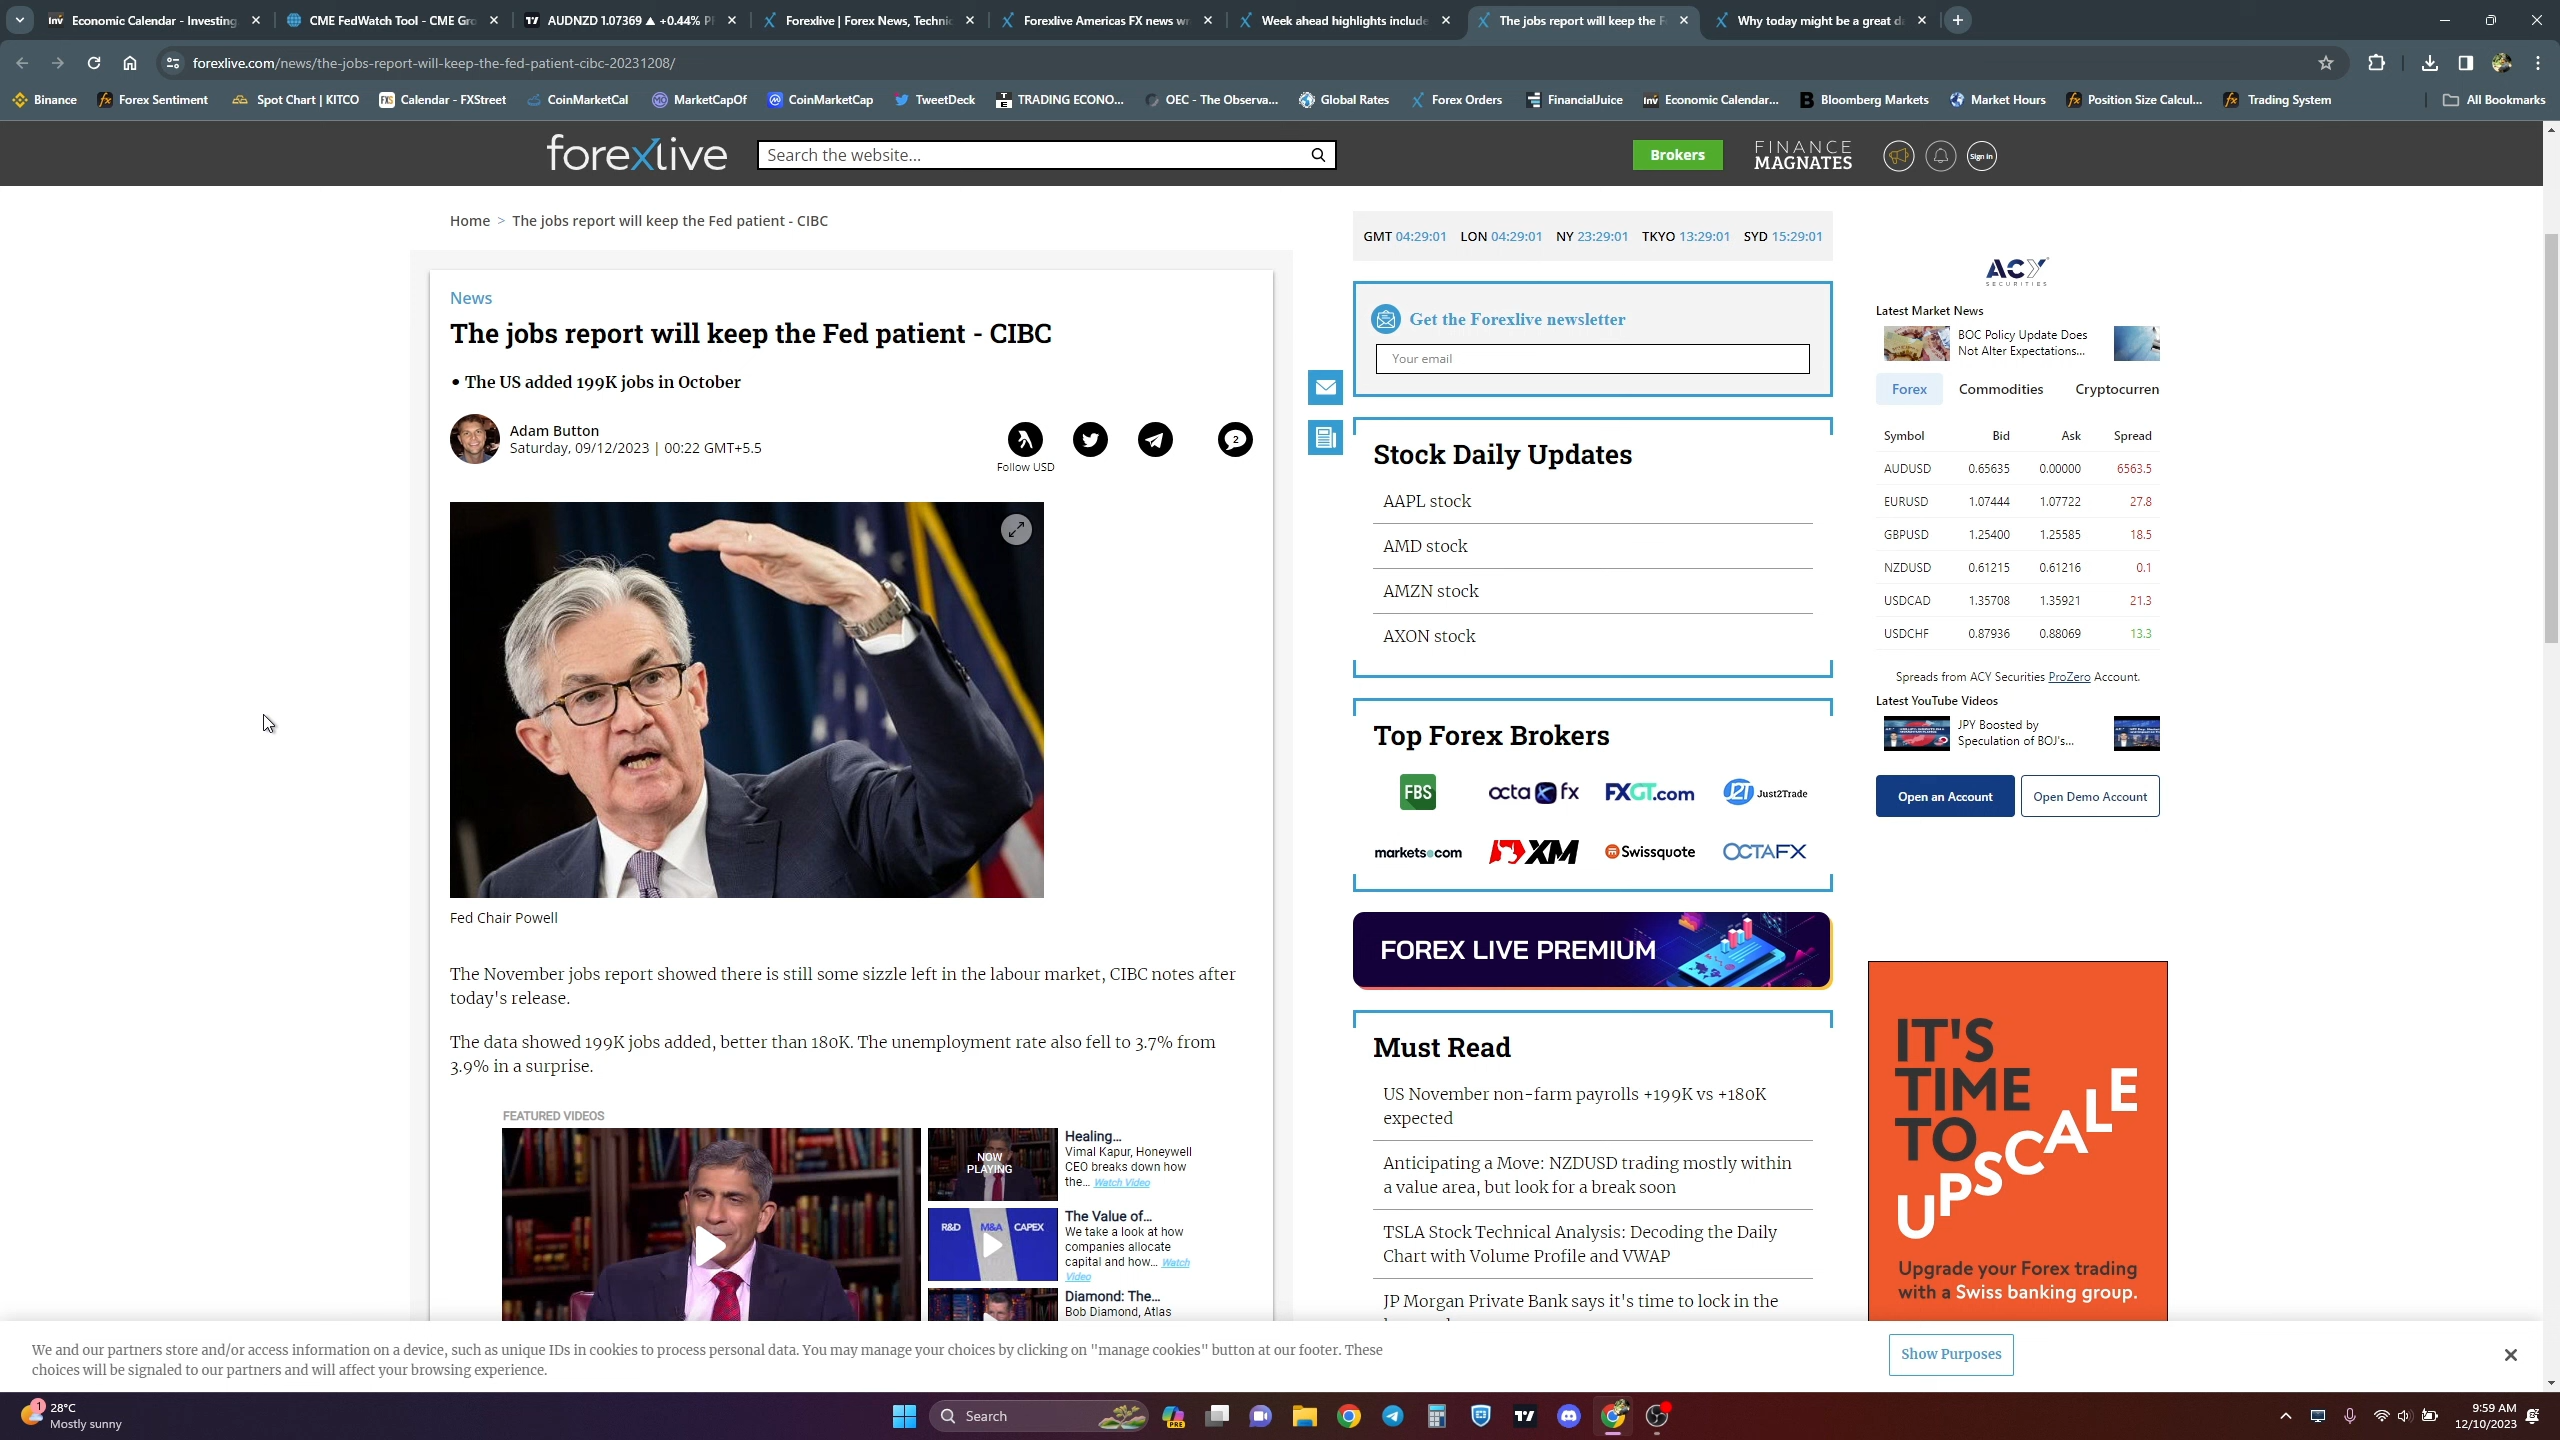 Economic Calendar - Investing
CME FedWatch Tool - CME Gro
AUDNZD 1.07369 ▲ +0.44%
Forexlive | Forex News, Technic
Forexlive Americas FX news wr
Week ahead highlights include
The jobs report will keep the F
Why today might be a great d
forexlive.com/news/the-jobs-report-will-keep-the-fed-patient-cibc-20231208/
Binance
Forex Sentiment
Spot Chart | KITCO
Calendar - FXStreet
CoinMarketCal
MarketCapOf
CoinMarketCap
TweetDeck
TRADING ECONO...
OEC - The Observa...
Global Rates
Forex Orders
FinancialJuice
Economic Calendar...
Bloomberg Markets
Market Hours
Position Size Calcul...
Trading System
All Bookmarks
forexlive
Search the website...
Brokers
FINANCE
MAGNATES
Sign in
Home > The jobs report will keep the Fed patient - CIBC
News
The jobs report will keep the Fed patient - CIBC
• The US added 199K jobs in October
Adam Button
Saturday, 09/12/2023 | 00:22 GMT+5.5
Follow USD
2
Fed Chair Powell
The November jobs report showed there is still some sizzle left in the labour market, CIBC notes after
today's release.
The data showed 199K jobs added, better than 180K. The unemployment rate also fell to 3.7% from
3.9% in a surprise.
FEATURED VIDEOS
NOW
PLAYING
Healing...
Vimal Kapur, Honeywell
CEO breaks down how
the... Watch Video
R&D M&A CAPEX
The Value of...
We take a look at how
companies allocate
capital and how... Watch
Video
Diamond: The...
Bob Diamond, Atlas
GMT 04:29:01 LON 04:29:01 NY 23:29:01 TKYO 13:29:01 SYD 15:29:01
Get the Forexlive newsletter
Your email
Stock Daily Updates
AAPL stock
AMD stock
AMZN stock
AXON stock
Top Forex Brokers
FBS
octa fx
FXGT.com
J2T Just2Trade
markets.com
XM
Swissquote
OCTAFX
FOREX LIVE PREMIUM
Must Read
US November non-farm payrolls +199K vs +180K
expected
Anticipating a Move: NZDUSD trading mostly within
a value area, but look for a break soon
TSLA Stock Technical Analysis: Decoding the Daily
Chart with Volume Profile and VWAP
JP Morgan Private Bank says it's time to lock in the
ACY
SECURITIES
Latest Market News
BOC Policy Update Does
Not Alter Expectations...
Forex Commodities Cryptocurren
Symbol Bid Ask Spread
AUDUSD 0.65635 0.00000 6563.5
EURUSD 1.07444 1.07722 27.8
GBPUSD 1.25400 1.25585 18.5
NZDUSD 0.61215 0.61216 0.1
USDCAD 1.35708 1.35921 21.3
USDCHF 0.87936 0.88069 13.3
Spreads from ACY Securities ProZero Account.
Latest YouTube Videos
JPY Boosted by
Speculation of BOJ's...
Open an Account
Open Demo Account
IT'S
TIME
TO
UPSCALE
Upgrade your Forex trading
with a Swiss banking group.
We and our partners store and/or access information on a device, such as unique IDs in cookies to process personal data. You may manage your choices by clicking on "manage cookies" button at our footer. These
choices will be signaled to our partners and will affect your browsing experience.
Show Purposes
1
28°C
Mostly sunny
Search
PRE
9:59 AM
12/10/2023